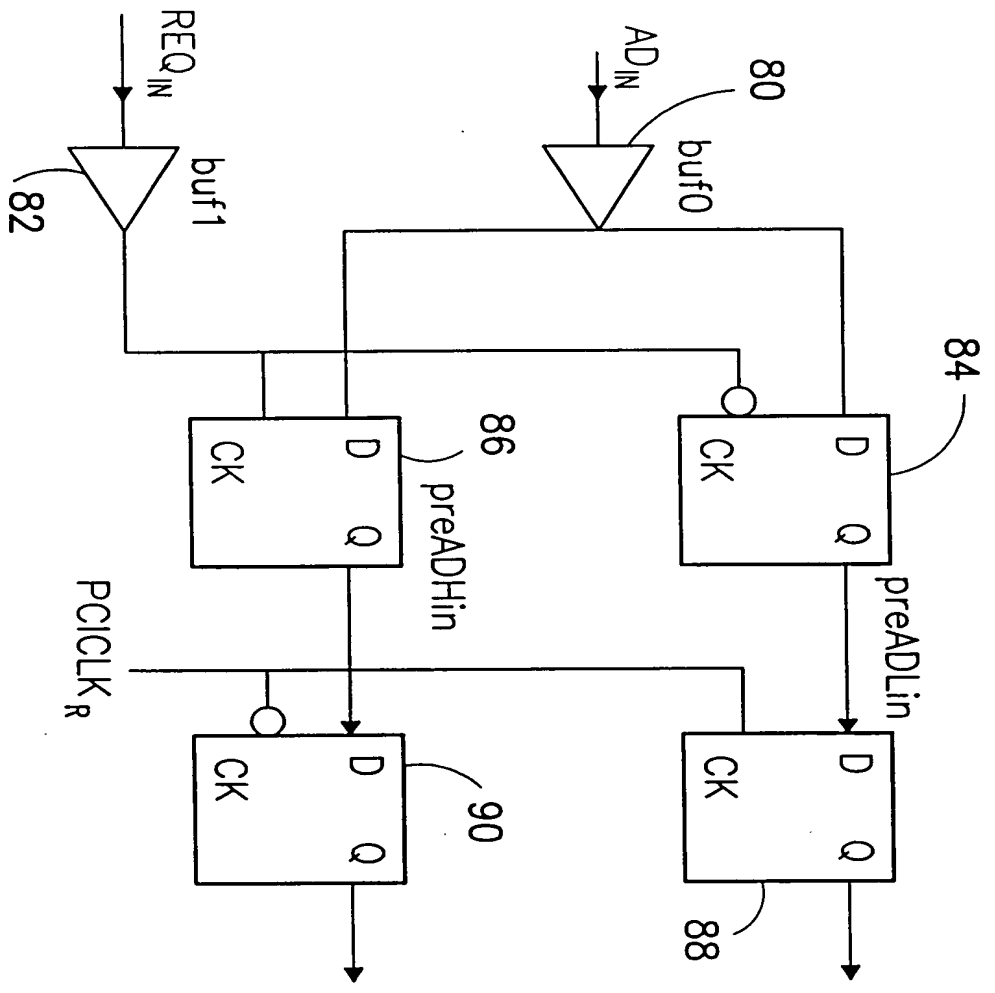 84
preADLin
D Q
CK
D Q
CK
88
80
buf0
AD_IN
86
preADHin
90
D Q
CK
D Q
CK
buf1
REQ_IN
PCICLK_R
82